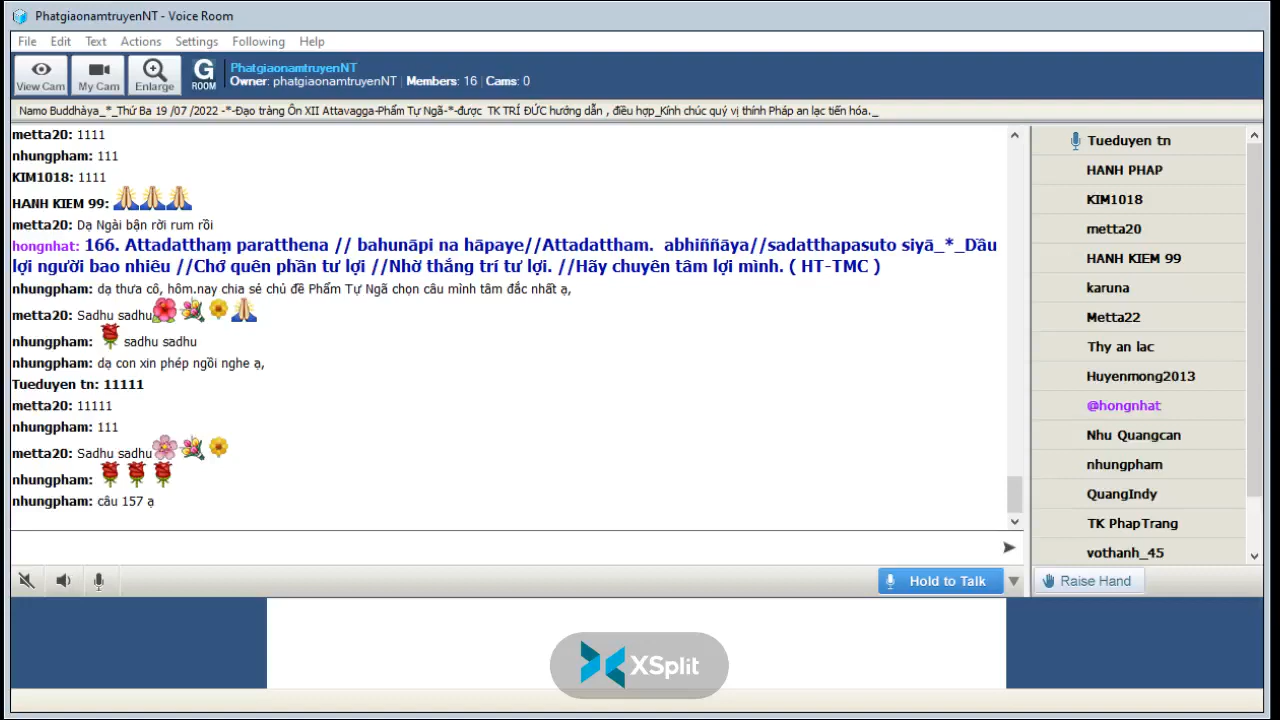 PhatgiaonamtruyenNT - Voice Room
File Edit Text Actions Settings Following Help
View Cam My Cam Enlarge G ROOM
PhatgiaonamtruyenNT
Owner: phatgiaonamtruyenNT | Members: 16 | Cams: 0
Namo Buddhàya_*_Thứ Ba 19 /07 /2022 -*-Đạo tràng Ôn XII Attavagga-Phẩm Tự Ngã-*-được TK TRÍ ĐỨC hướng dẫn , điều hợp_Kính chúc quý vị thính Pháp an lạc tiến hóa._
metta20: 1111
nhungpham: 111
KIM1018: 1111
HANH KIEM 99:
metta20: Dạ Ngài bận rời rum rồi
hongnhat: 166. Attadatthaṃ paratthena // bahunāpi na hāpaye//Attadattham. abhiññāya//sadatthapasuto siyā_*_Dầu
lợi người bao nhiêu //Chớ quên phần tư lợi //Nhờ thắng trí tư lợi. //Hãy chuyên tâm lợi mình. ( HT-TMC )
nhungpham: dạ thưa cô, hôm.nay chia sẻ chủ đề Phẩm Tự Ngã chọn câu mình tâm đắc nhất ạ,
metta20: Sadhu sadhu
nhungpham: sadhu sadhu
nhungpham: dạ con xin phép ngồi nghe ạ,
Tueduyen tn: 11111
metta20: 11111
nhungpham: 111
metta20: Sadhu sadhu
nhungpham:
nhungpham: câu 157 ạ
Hold to Talk
Tueduyen tn
HANH PHAP
KIM1018
metta20
HANH KIEM 99
karuna
Metta22
Thy an lac
Huyenmong2013
@hongnhat
Nhu Quangcan
nhungpham
QuangIndy
TK PhapTrang
vothanh_45
Raise Hand
XSplit